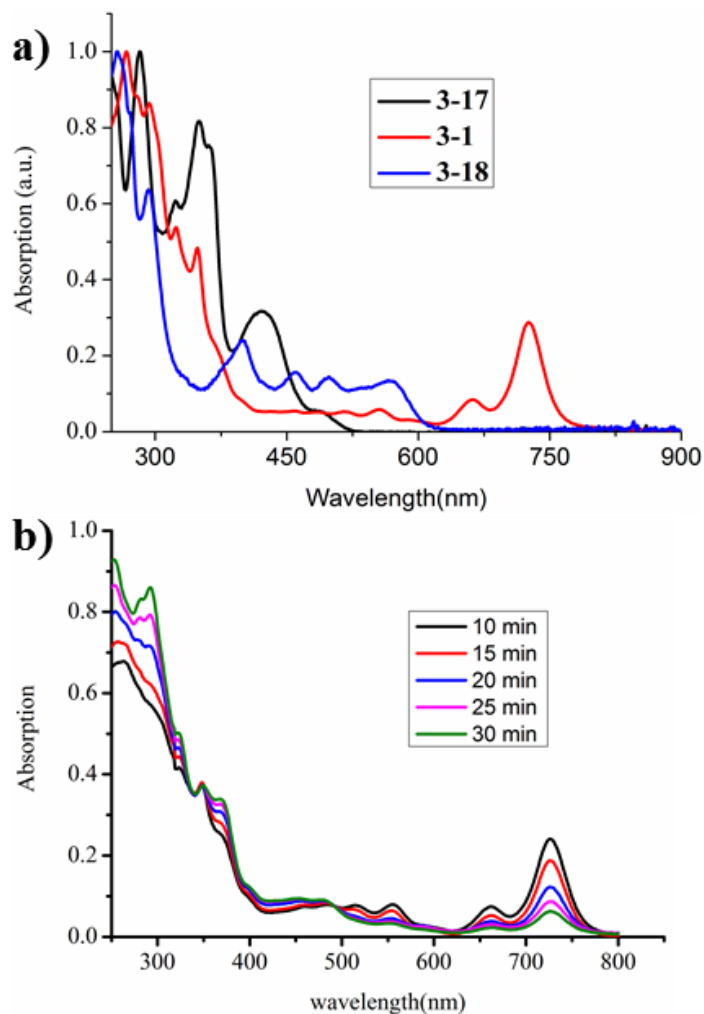 a)
1.0
0.8
0.6
0.4
0.2
0.0
Absorption (a.u.)
3-17
3-1
3-18
300 450 600 750 900
Wavelength(nm)
b)
1.0
0.8
0.6
0.4
0.2
0.0
Absorption
10 min
15 min
20 min
25 min
30 min
300 400 500 600 700 800
wavelength(nm)